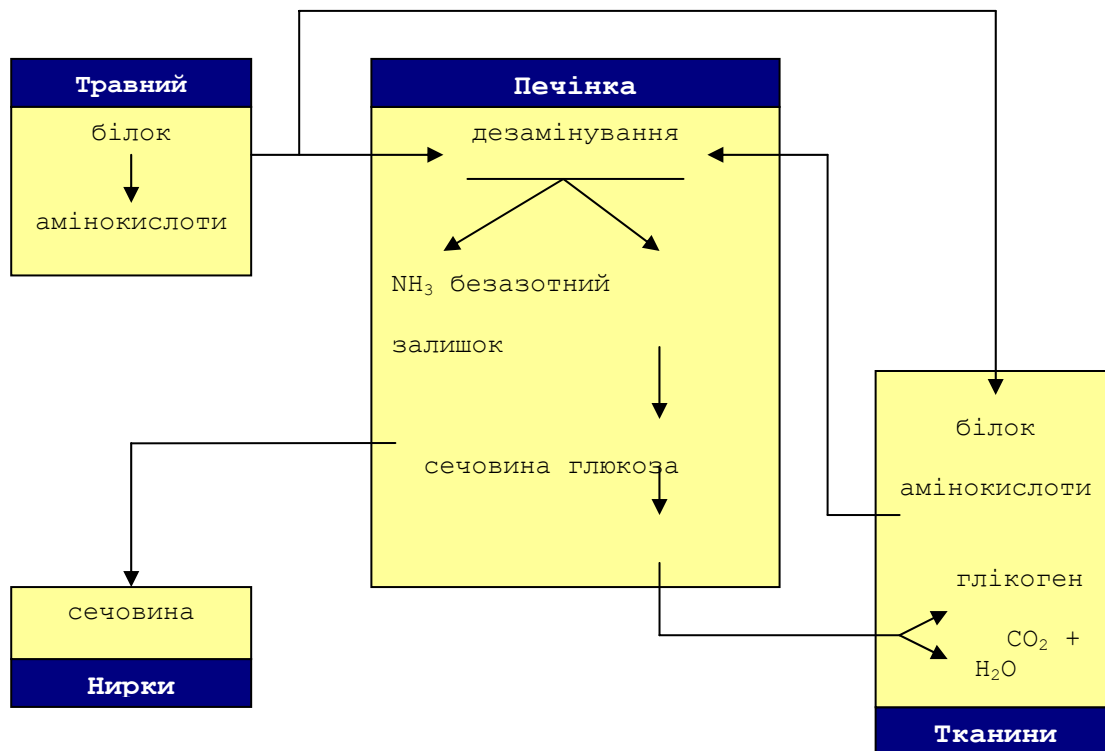 Травний
білок
амінокислоти
Печінка
дезамінування
NH₃ безазотний
залишок
сечовина глюкоза
сечовина
Нирки
білок
амінокислоти
глікоген
CO₂ +
H₂O
Тканини